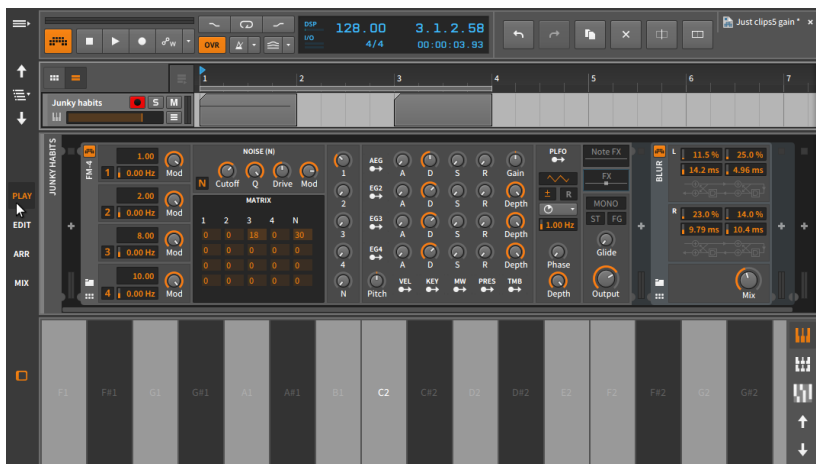 DSP
I/O
128.00
4/4
3.1.2.58
00:00:03.93
OVR
W
Just clips5 gain * ×
1 2 3 4 5 6 7
Junky habits
S M
PLAY
EDIT
ARR
MIX
JUNKY HABITS
FM-4
1.00
1 0.00 Hz Mod
2.00
2 0.00 Hz Mod
8.00
3 0.00 Hz Mod
10.00
4 0.00 Hz Mod
NOISE (N)
N Cutoff Q Drive Mod
MATRIX
1 2 3 4 N
0 0 18 0 30
0 0 0 0 0
0 0 0 0 0
0 0 0 0 0
1
2
3
4
N
AEG A D S R Gain
EG2 A D S R Depth
EG3 A D S R Depth
EG4 A D S R Depth
Pitch VEL KEY MW PRES TMB
PLFO
± R
1.00 Hz
Phase
Depth
Note FX
FX
MONO
ST FG
Glide
Output
BLUR
L 11.5 % 25.0 %
14.2 ms 4.96 ms
R 23.0 % 14.0 %
9.79 ms 10.4 ms
Mix
F1 F#1 G1 G#1 A1 A#1 B1 C2 C#2 D2 D#2 E2 F2 F#2 G2 G#2